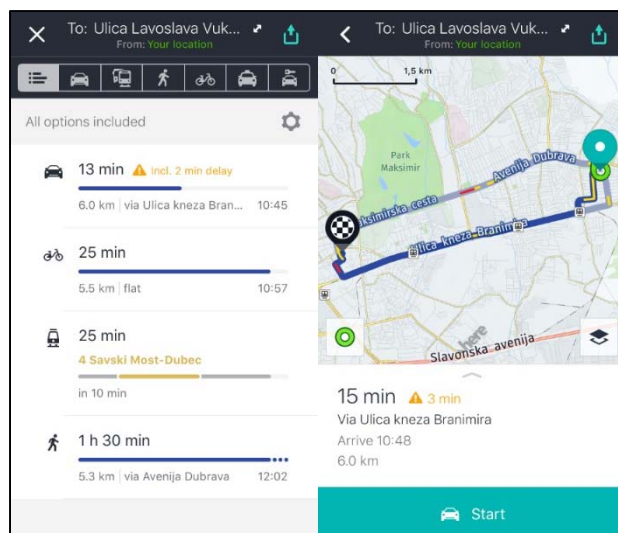 To: Ulica Lavoslava Vuk...
From: Your location
All options included
13 min Incl. 2 min delay
6.0 km | via Ulica kneza Bran... 10:45
25 min
5.5 km | flat 10:57
25 min
4 Savski Most-Dubec
in 10 min
1 h 30 min
5.3 km | via Avenija Dubrava 12:02
To: Ulica Lavoslava Vuk...
From: Your location
0 1,5 km
Park
Maksimir
Avenija Dubrava
aksimirska cesta
Ulica kneza Branimira
here
Slavonska avenija
15 min 3 min
Via Ulica kneza Branimira
Arrive 10:48
6.0 km
Start